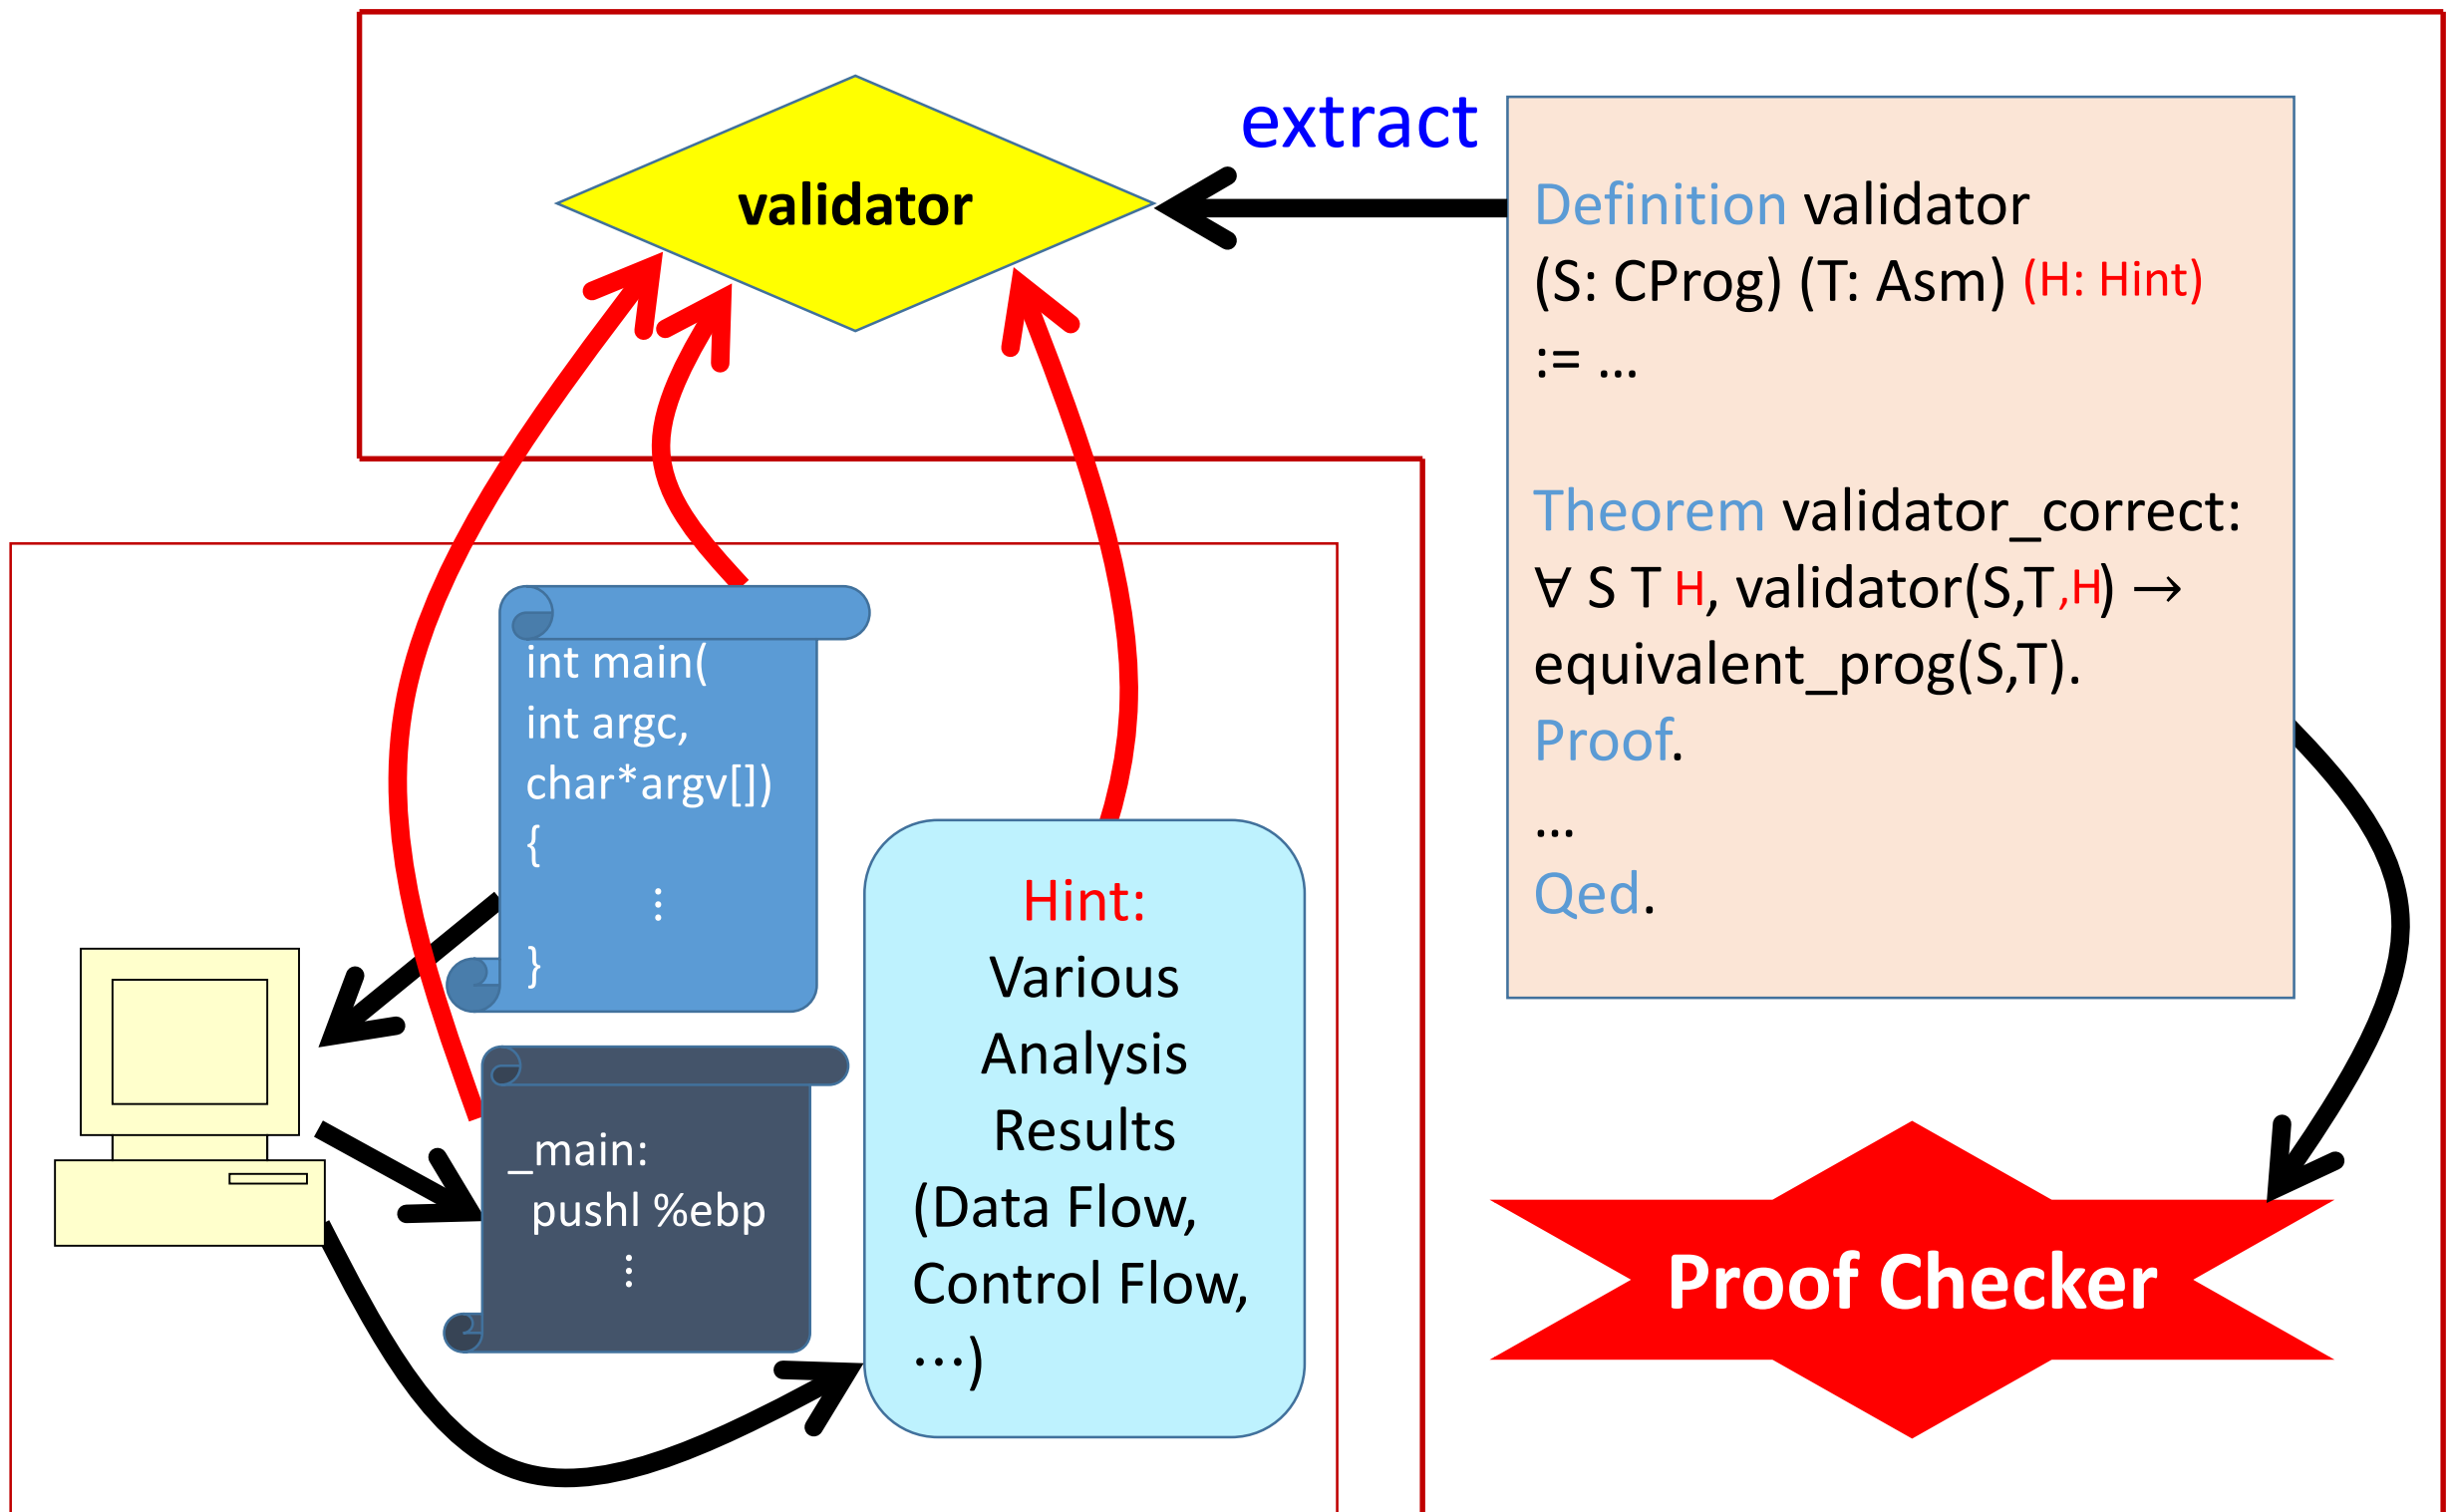 validator
extract
Definition validator
(S: CProg) (T: Asm) (H: Hint)
:= ...
Theorem validator_correct:
∀ S T H, validator(S,T,H) →
equivalent_prog(S,T).
Proof.
...
Qed.
int main(
int argc,
char*argv[])
{
⋮
}
_main:
pushl %ebp
⋮
Hint:
Various
Analysis
Results
(Data Flow,
Control Flow,
···)
Proof Checker